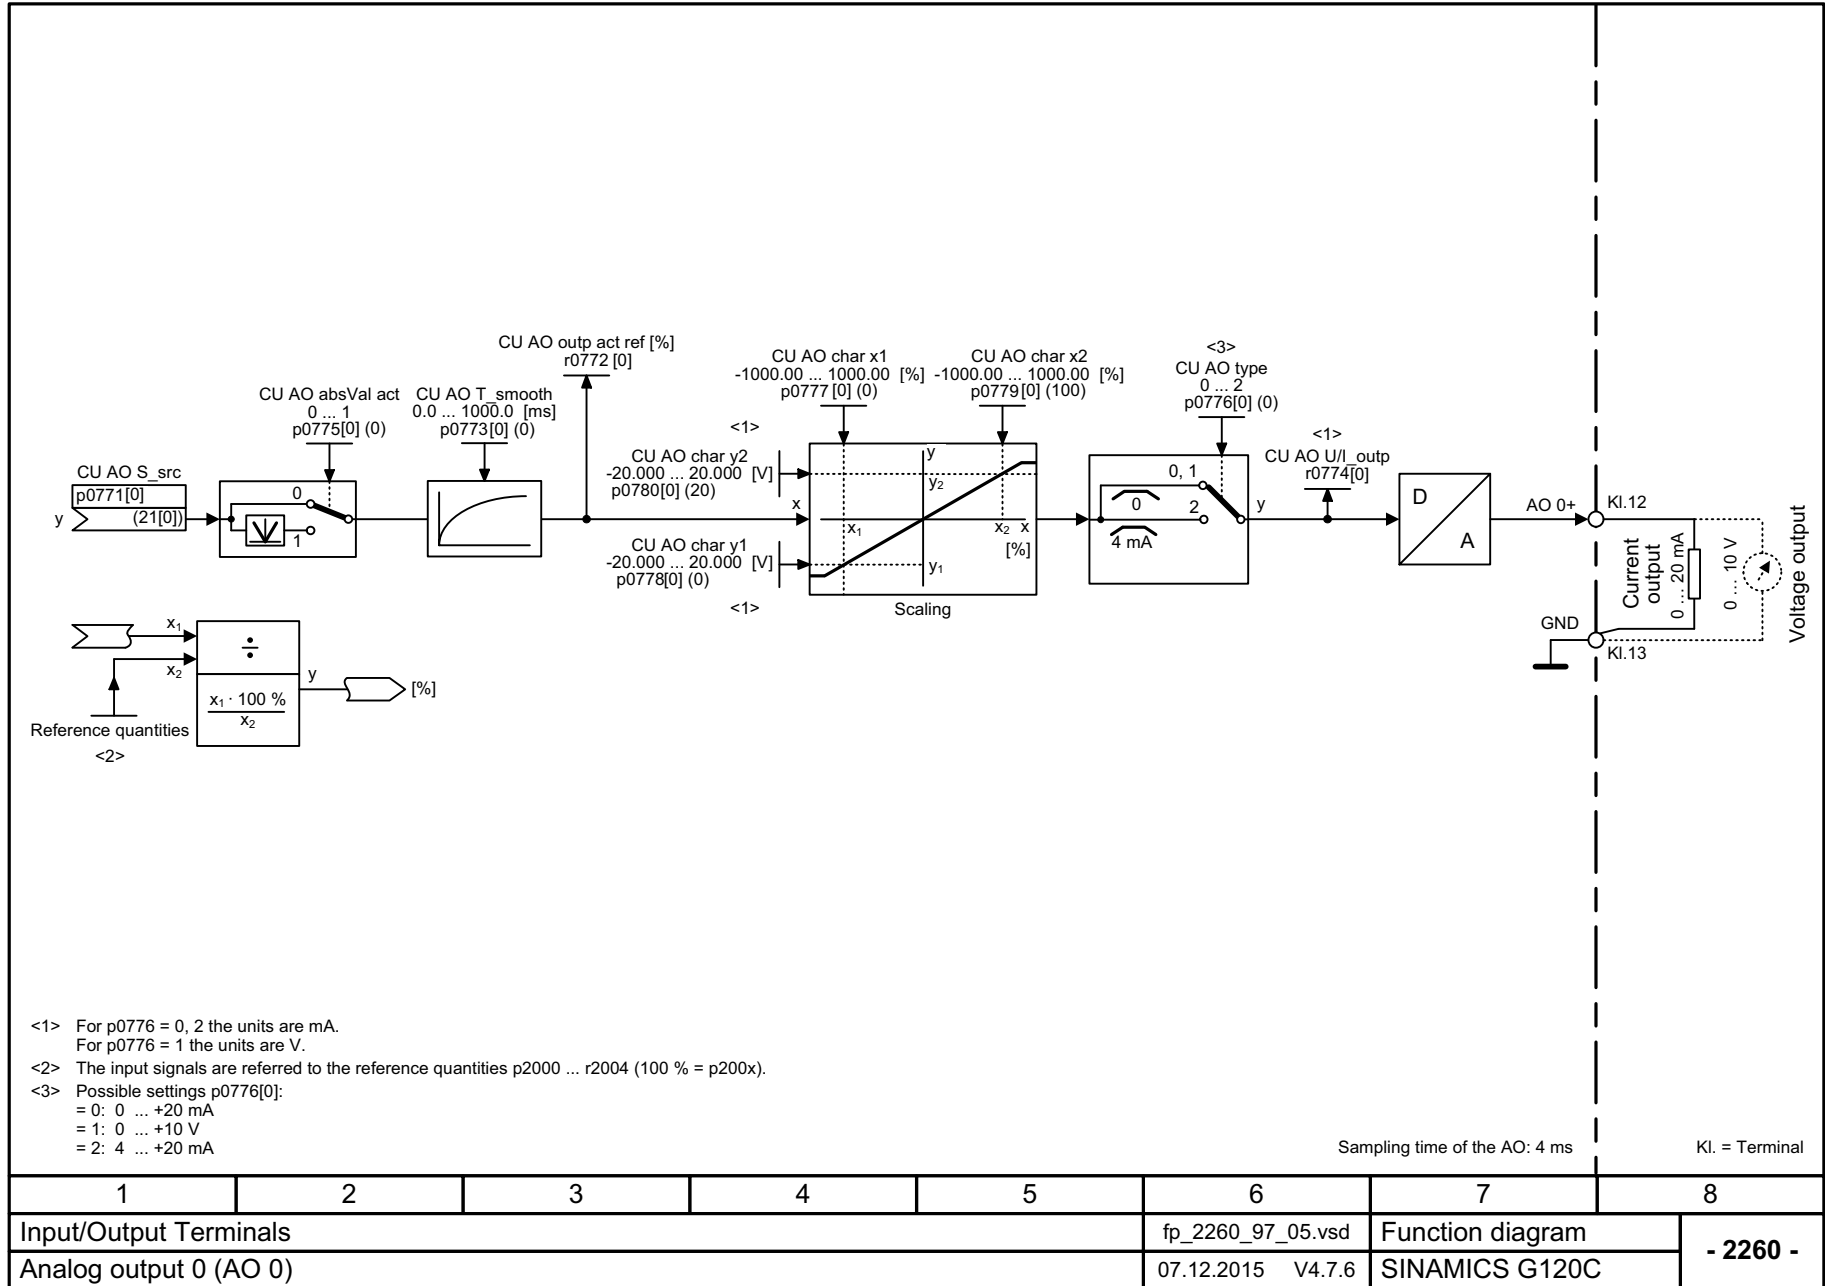 CU AO S_src
p0771[0]
y
(21[0])
CU AO absVal act
0 ... 1
p0775[0] (0)
0
1
CU AO T_smooth
0.0 ... 1000.0 [ms]
p0773[0] (0)
CU AO outp act ref [%]
r0772 [0]
<1>
CU AO char y2
-20.000 ... 20.000 [V]
p0780[0] (20)
x
CU AO char y1
-20.000 ... 20.000 [V]
p0778[0] (0)
<1>
CU AO char x1
-1000.00 ... 1000.00 [%]
p0777 [0] (0)
CU AO char x2
-1000.00 ... 1000.00 [%]
p0779[0] (100)
y
y2
x1
x2 x
[%]
y1
Scaling
<3>
CU AO type
0 ... 2
p0776[0] (0)
0, 1
0
2
4 mA
y
<1>
CU AO U/I_outp
r0774[0]
D
A
AO 0+
Kl.12
Current
output
0 ... 20 mA
0 ... 10 V
Voltage output
GND
Kl.13
x1
x2
÷
x1 · 100 %
x2
y
[%]
Reference quantities
<2>
<1> For p0776 = 0, 2 the units are mA.
For p0776 = 1 the units are V.
<2> The input signals are referred to the reference quantities p2000 ... r2004 (100 % = p200x).
<3> Possible settings p0776[0]:
= 0: 0 ... +20 mA
= 1: 0 ... +10 V
= 2: 4 ... +20 mA
Sampling time of the AO: 4 ms
Kl. = Terminal
1 2 3 4 5 6 7 8
Input/Output Terminals
fp_2260_97_05.vsd
Function diagram
- 2260 -
Analog output 0 (AO 0)
07.12.2015 V4.7.6
SINAMICS G120C